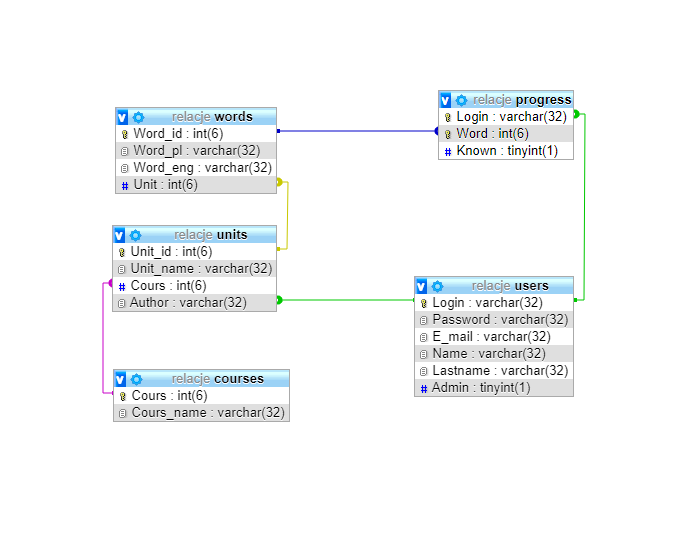 relacje words
Word_id : int(6)
Word_pl : varchar(32)
Word_eng : varchar(32)
Unit : int(6)
relacje progress
Login : varchar(32)
Word : int(6)
Known : tinyint(1)
relacje units
Unit_id : int(6)
Unit_name : varchar(32)
Cours : int(6)
Author : varchar(32)
relacje users
Login : varchar(32)
Password : varchar(32)
E_mail : varchar(32)
Name : varchar(32)
Lastname : varchar(32)
Admin : tinyint(1)
relacje courses
Cours : int(6)
Cours_name : varchar(32)